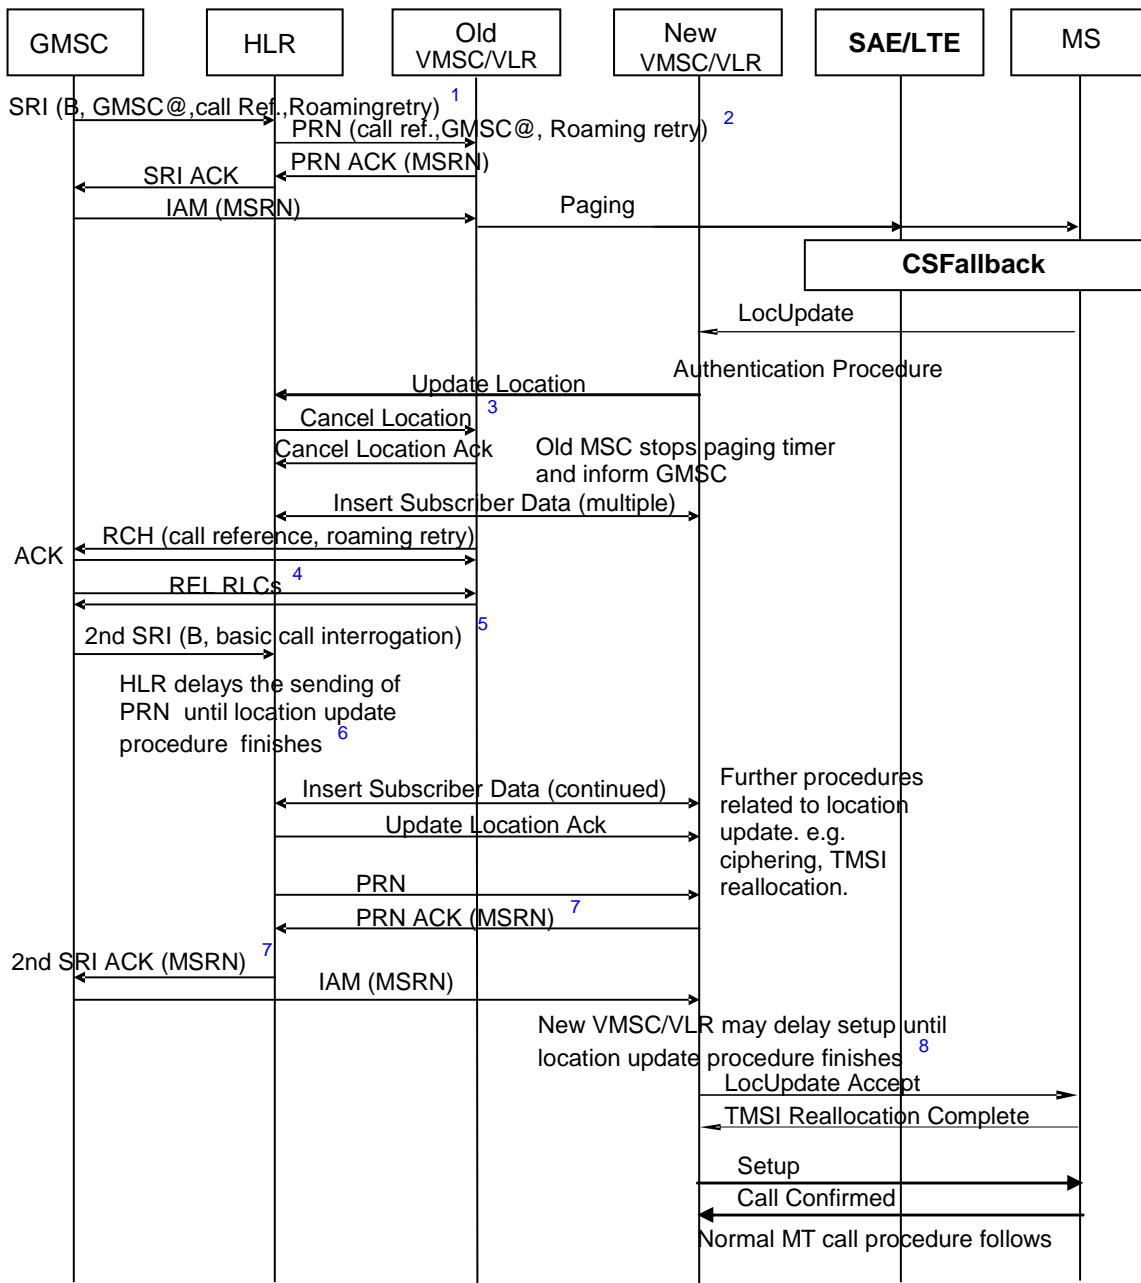 GMSC
HLR
Old
VMSC/VLR
New
VMSC/VLR
SAE/LTE
MS
SRI (B, GMSC@,call Ref.,Roamingretry) 1
PRN (call ref.,GMSC@, Roaming retry) 2
PRN ACK (MSRN)
SRI ACK
IAM (MSRN)
Paging
CSFallback
LocUpdate
Authentication Procedure
Update Location
Cancel Location 3
Cancel Location Ack
Old MSC stops paging timer
and inform GMSC
Insert Subscriber Data (multiple)
RCH (call reference, roaming retry)
ACK
REL RLCs 4
2nd SRI (B, basic call interrogation) 5
HLR delays the sending of
PRN until location update
procedure finishes 6
Insert Subscriber Data (continued)
Update Location Ack
Further procedures
related to location
update. e.g.
ciphering, TMSI
reallocation.
PRN
PRN ACK (MSRN) 7
2nd SRI ACK (MSRN) 7
IAM (MSRN)
New VMSC/VLR may delay setup until
location update procedure finishes 8
LocUpdate Accept
TMSI Reallocation Complete
Setup
Call Confirmed
Normal MT call procedure follows